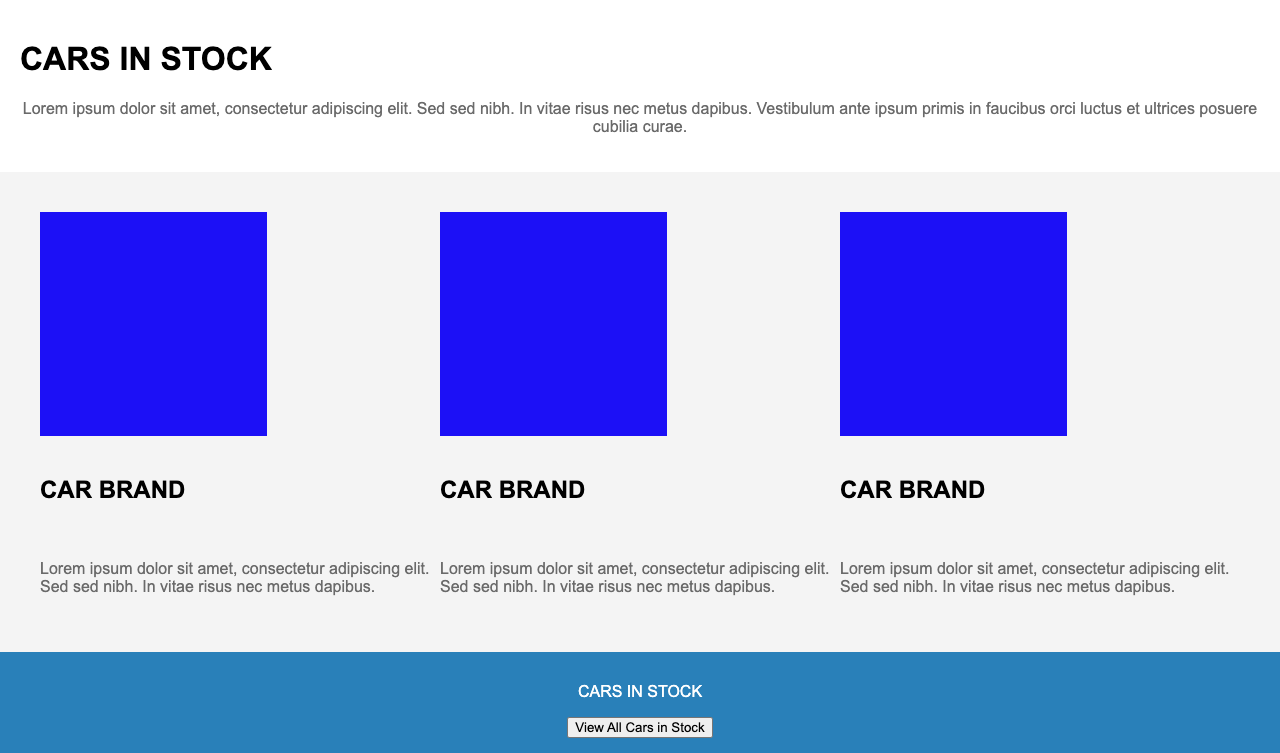 CARS IN STOCK
Lorem ipsum dolor sit amet, consectetur adipiscing elit. Sed sed nibh. In vitae risus nec metus dapibus. Vestibulum ante ipsum primis in faucibus orci luctus et ultrices posuere
cubilia curae.
CAR BRAND
Lorem ipsum dolor sit amet, consectetur adipiscing elit.
Sed sed nibh. In vitae risus nec metus dapibus.
CAR BRAND
Lorem ipsum dolor sit amet, consectetur adipiscing elit.
Sed sed nibh. In vitae risus nec metus dapibus.
CAR BRAND
Lorem ipsum dolor sit amet, consectetur adipiscing elit.
Sed sed nibh. In vitae risus nec metus dapibus.
CARS IN STOCK
View All Cars in Stock